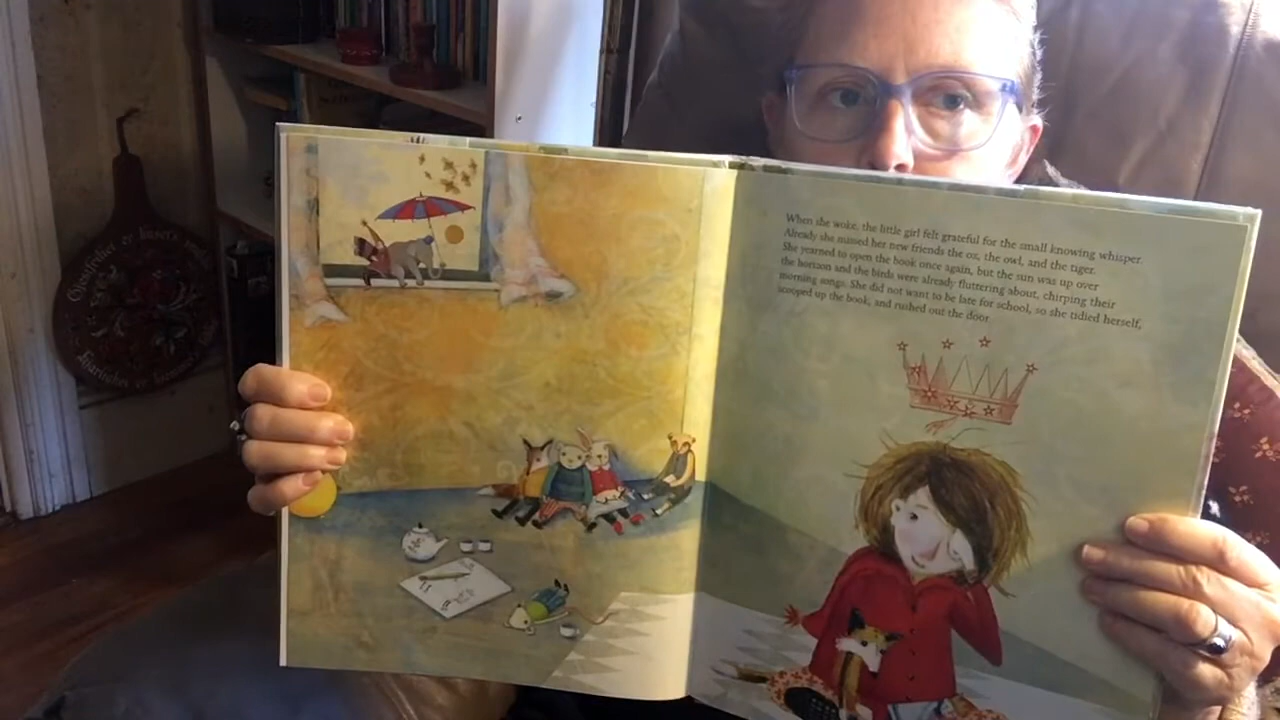 When she woke, the little girl felt grateful for the small knowing whisper.
Already she missed her new friends the ox, the owl, and the tiger.
She yearned to open the book once again, but the sun was up over
the horizon and the birds were already fluttering about, chirping their
morning songs. She did not want to be late for school, so she tidied herself,
scooped up the book, and rushed out the door.